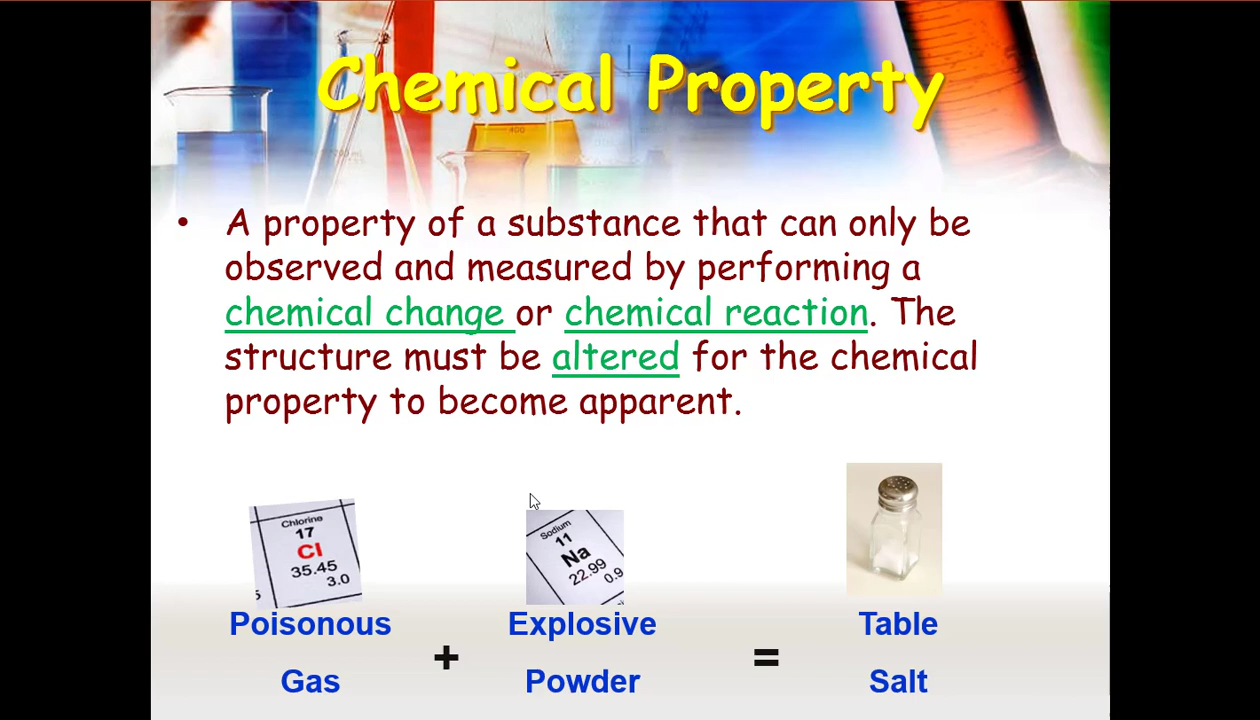 Chemical Property
• A property of a substance that can only be
observed and measured by performing a
chemical change or chemical reaction. The
structure must be altered for the chemical
property to become apparent.
Chlorine
17
Cl
35.45
3.0
5
Sodium
11
Na
22.99
0.9
Poisonous
Gas
+
Explosive
Powder
=
Table
Salt
400